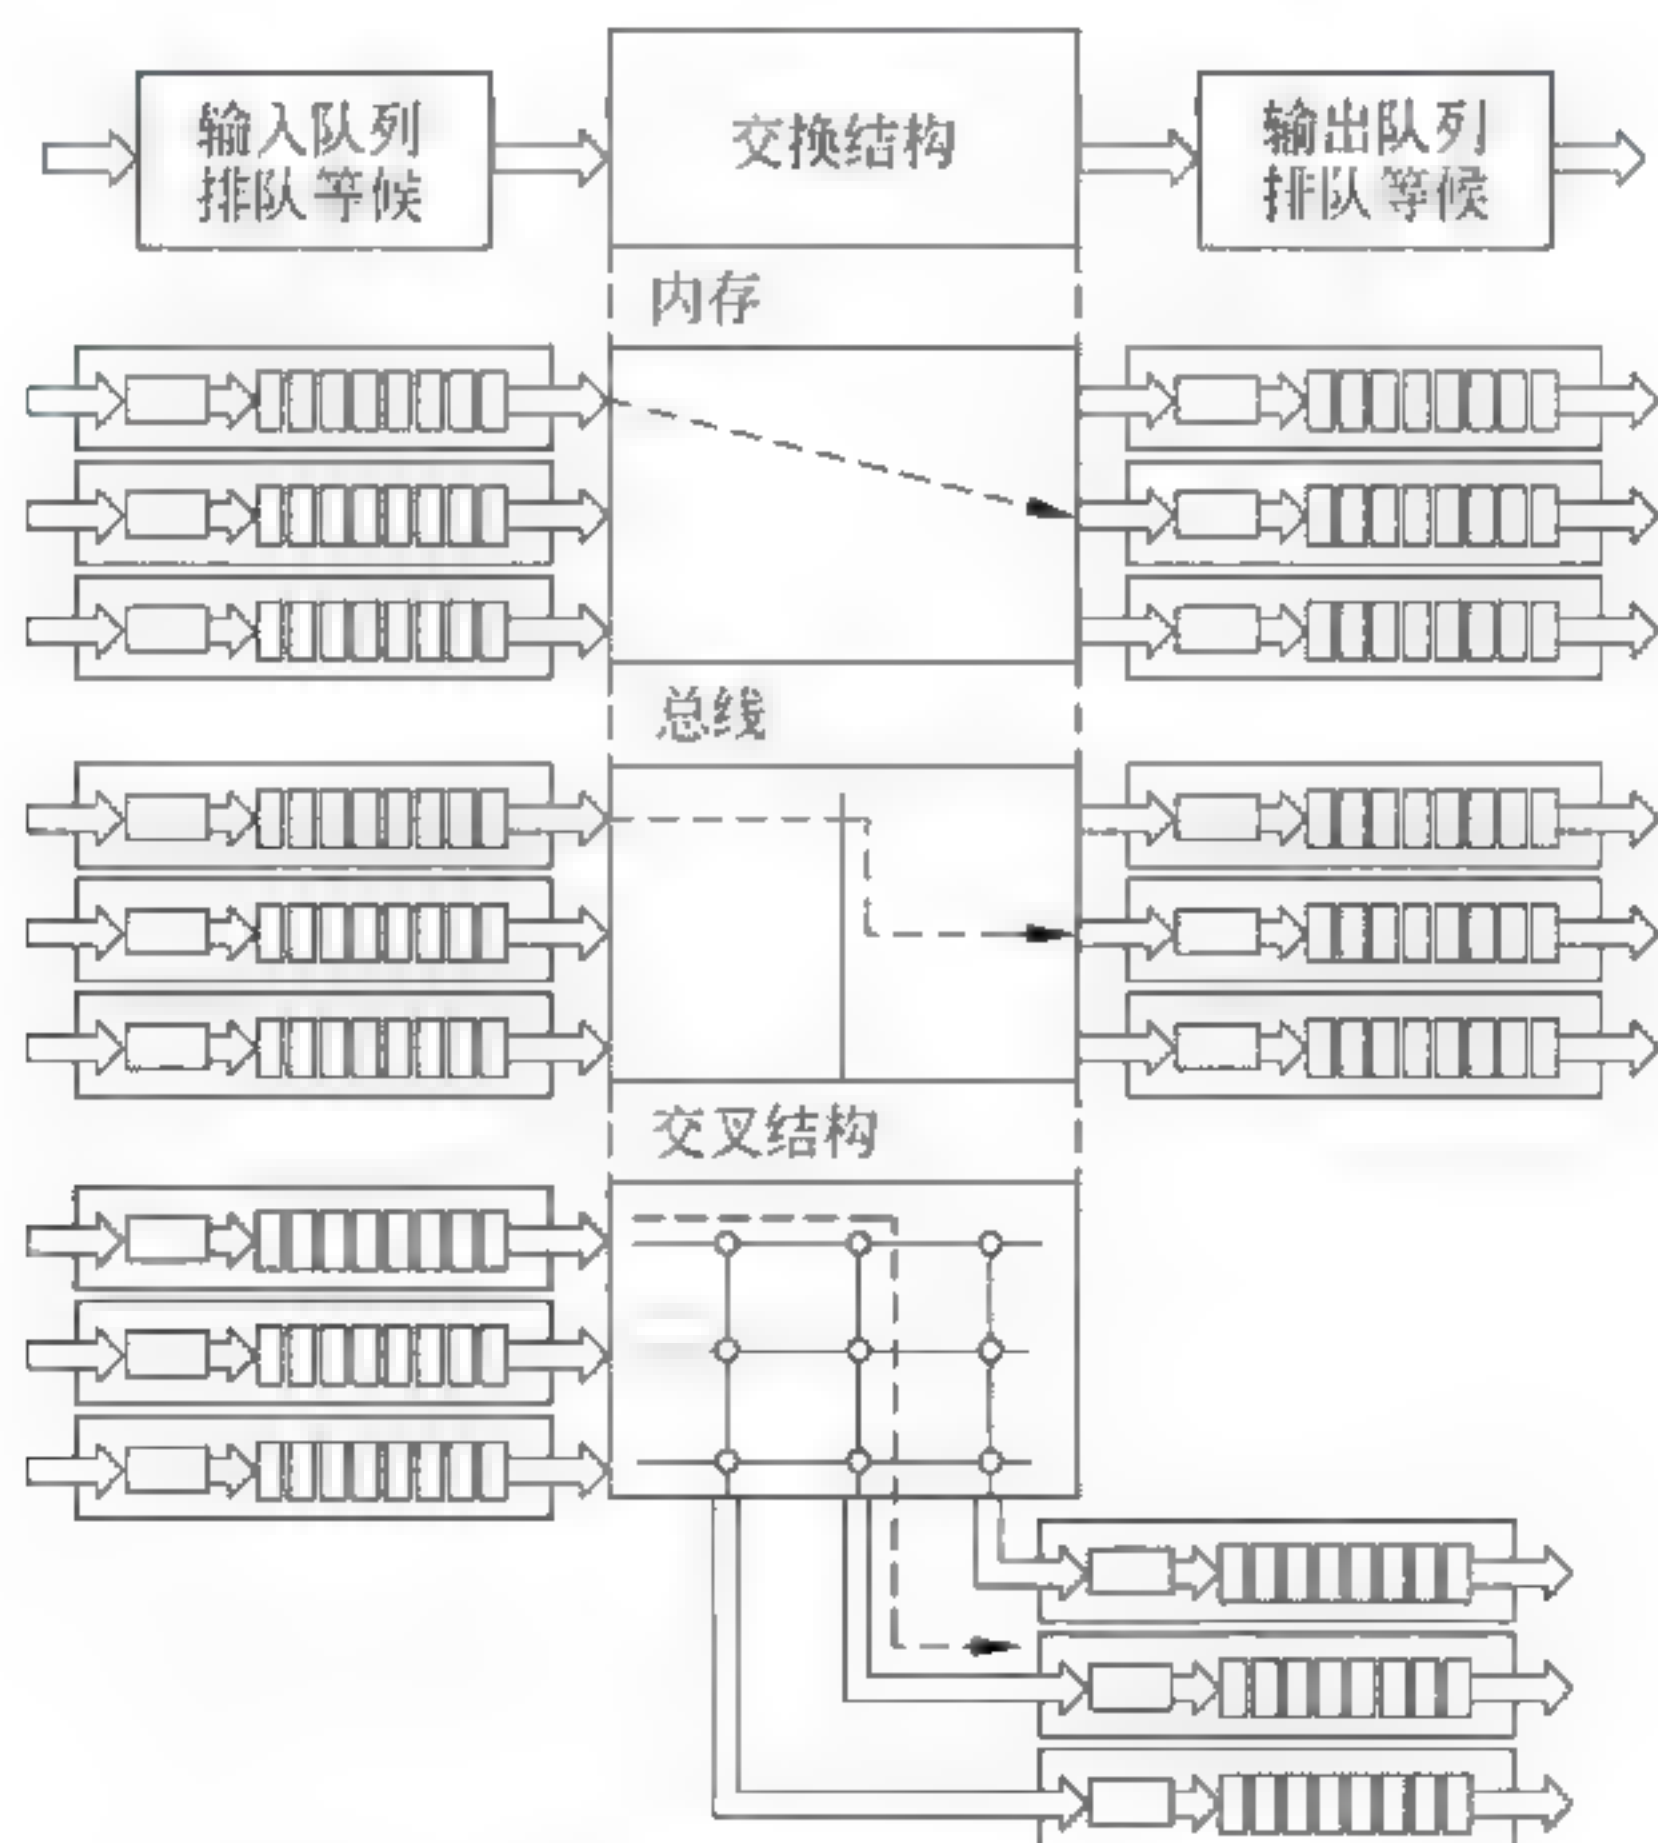 输入队列
排队等候
交换结构
输出队列
排队等候
内存
总线
交叉结构